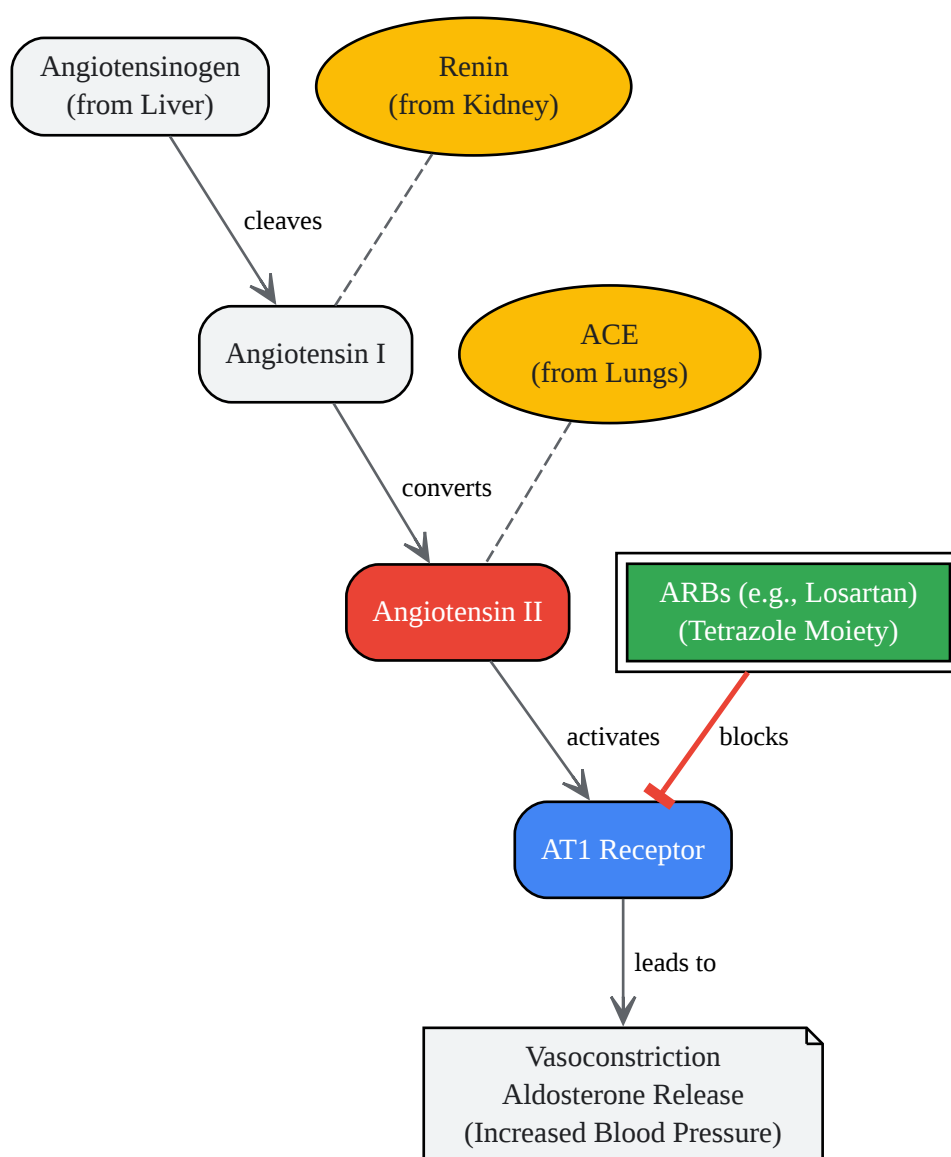 Angiotensinogen
(from Liver)
Renin
(from Kidney)
cleaves
Angiotensin I
ACE
(from Lungs)
converts
Angiotensin II
ARBs (e.g., Losartan)
(Tetrazole Moiety)
activates
blocks
AT1 Receptor
leads to
Vasoconstriction
Aldosterone Release
(Increased Blood Pressure)